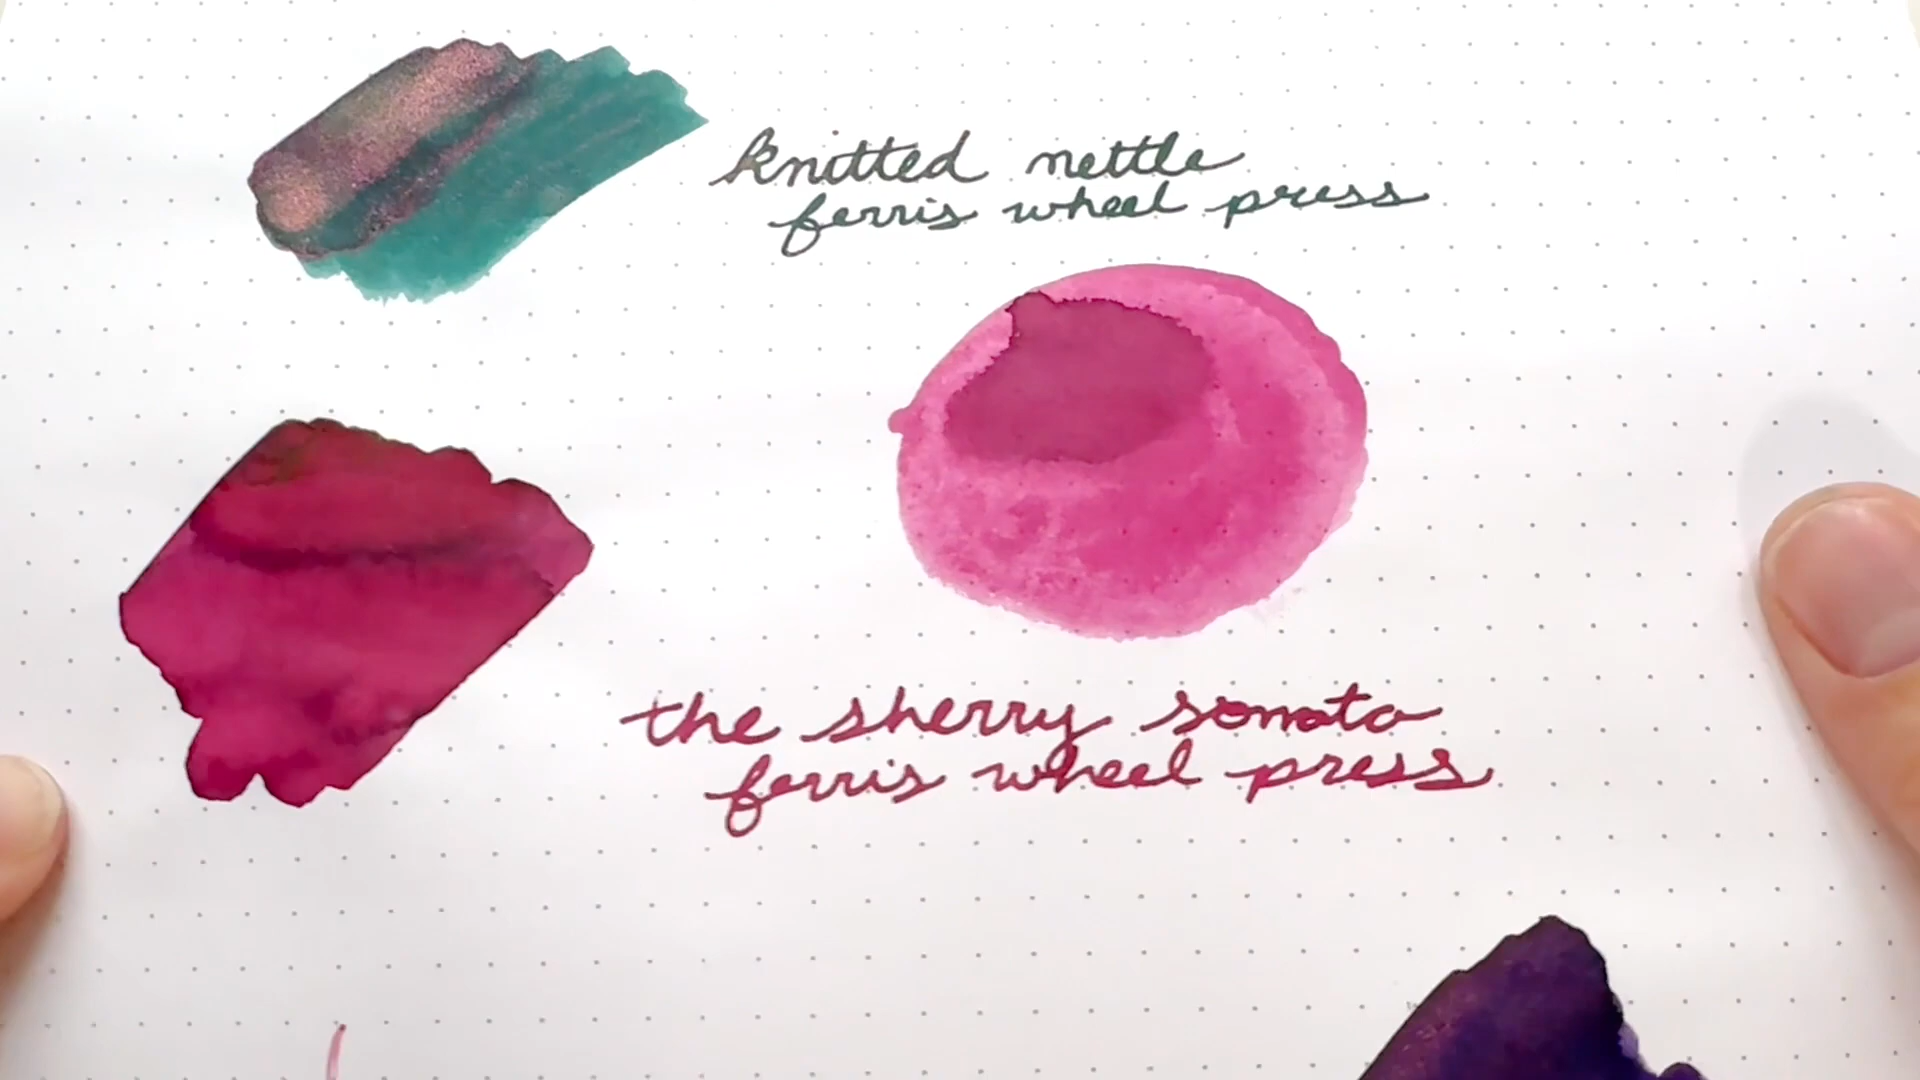 knitted nettle
ferris wheel press
the sherry sonata
ferris wheel press